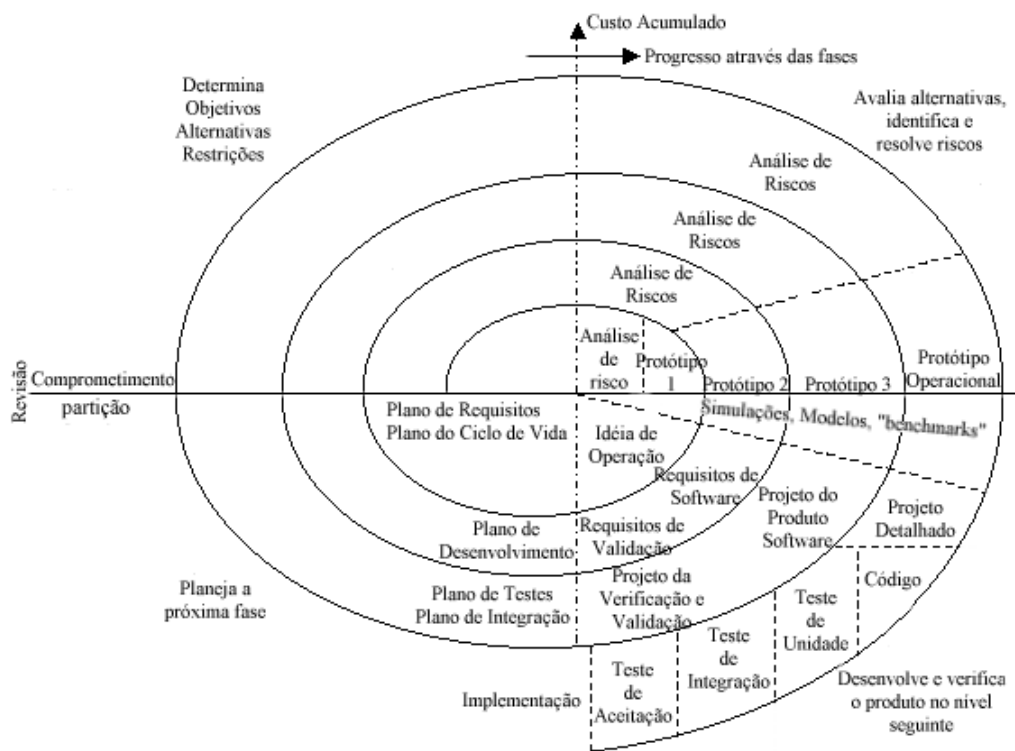 Custo Acumulado
Progresso através das fases
Determina
Objetivos
Alternativas
Restrições
Avalia alternativas,
identifica e
resolve riscos
Análise de
Riscos
Análise de
Riscos
Análise de
Riscos
Análise
de
risco
Protótipo
1
Protótipo 2
Protótipo 3
Protótipo
Operacional
Revisão
Comprometimento
partição
Simulações, Modelos, "benchmarks"
Plano de Requisitos
Plano do Ciclo de Vida
Idéia de
Operação
Requisitos de
Software
Projeto do
Produto
Software
Projeto
Detalhado
Plano de
Desenvolvimento
Requisitos de
Validação
Planeja a
próxima fase
Plano de Testes
Plano de Integração
Projeto da
Verificação e
Validação
Código
Teste
de
Unidade
Teste
de
Integração
Teste
de
Aceitação
Implementação
Desenvolve e verifica
o produto no nível
seguinte